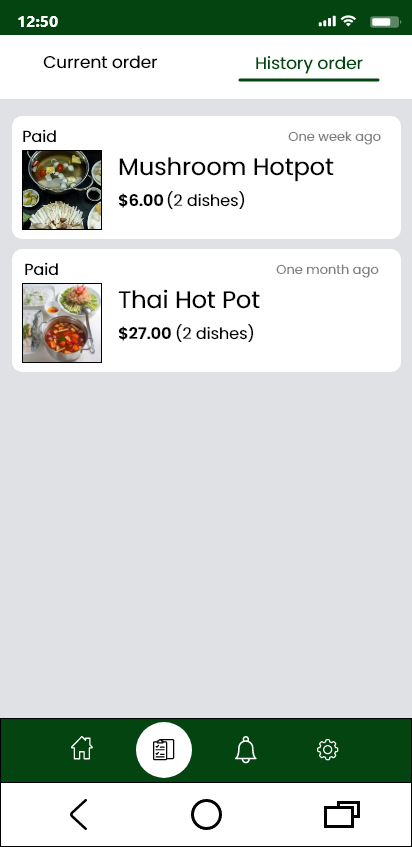 12:50
Current order
History order
Paid
One week ago
Mushroom Hotpot
$6.00 (2 dishes)
Paid
One month ago
Thai Hot Pot
$27.00 (2 dishes)